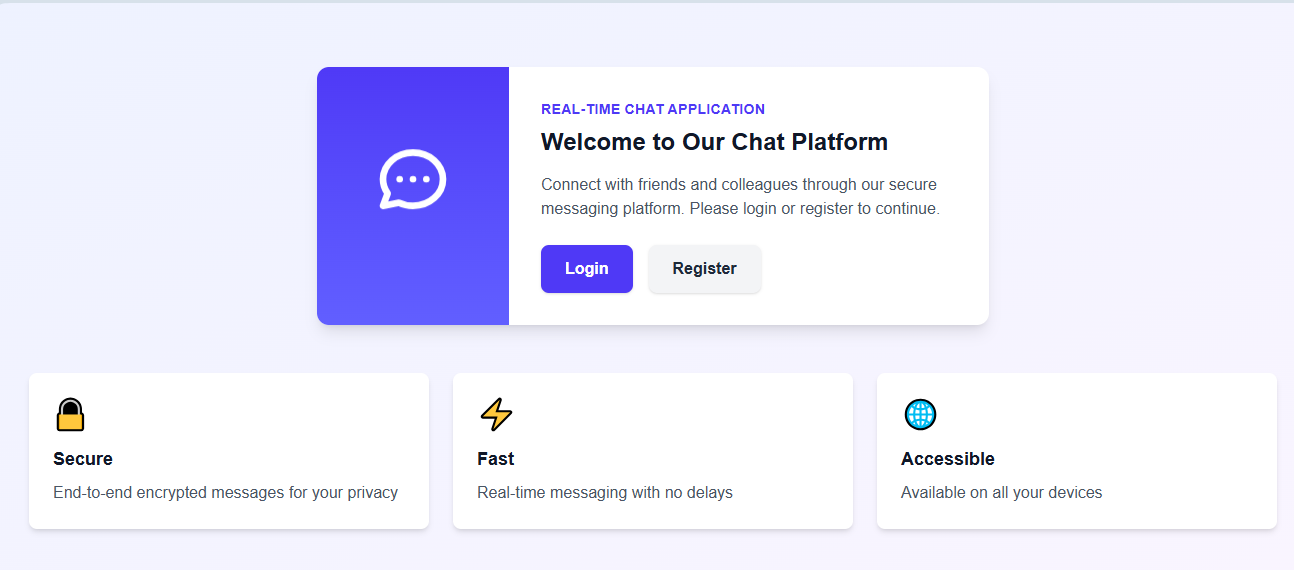 REAL-TIME CHAT APPLICATION
Welcome to Our Chat Platform
Connect with friends and colleagues through our secure
messaging platform. Please login or register to continue.
Login
Register
Secure
End-to-end encrypted messages for your privacy
Fast
Real-time messaging with no delays
Accessible
Available on all your devices